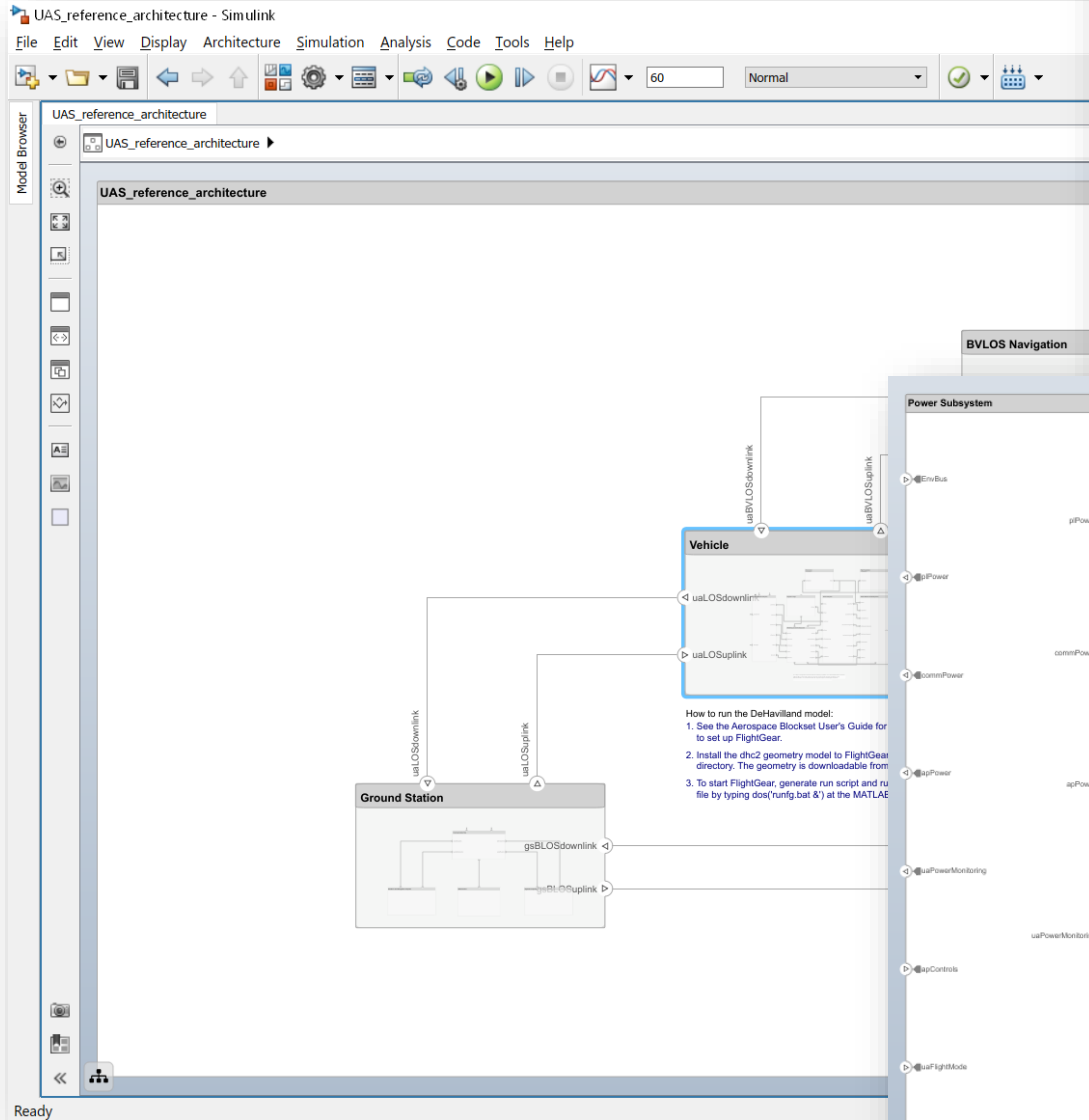 UAS_reference_architecture - Simulink
File Edit View Display Architecture Simulation Analysis Code Tools Help
60 Normal
Model Browser
UAS_reference_architecture
UAS_reference_architecture
UAS_reference_architecture
BVLOS Navigation
Power Subsystem
uaBVLOSdownlink
uaBVLOSuplink
EnvBus
plPow
Vehicle
plPower
uaLOSdownlink
uaLOSuplink
commPow
commPower
How to run the DeHavilland model:
1. See the Aerospace Blockset User's Guide for
to set up FlightGear.
2. Install the dhc2 geometry model to FlightGear
directory. The geometry is downloadable from
3. To start FlightGear, generate run script and ru
file by typing dos('runfg.bat &') at the MATLAB
uaLOSdownlink
uaLOSuplink
apPower
apPow
Ground Station
gsBLOSdownlink
gsBLOSuplink
uaPowerMonitoring
uaPowerMonitori
apControls
uaFlightMode
Ready